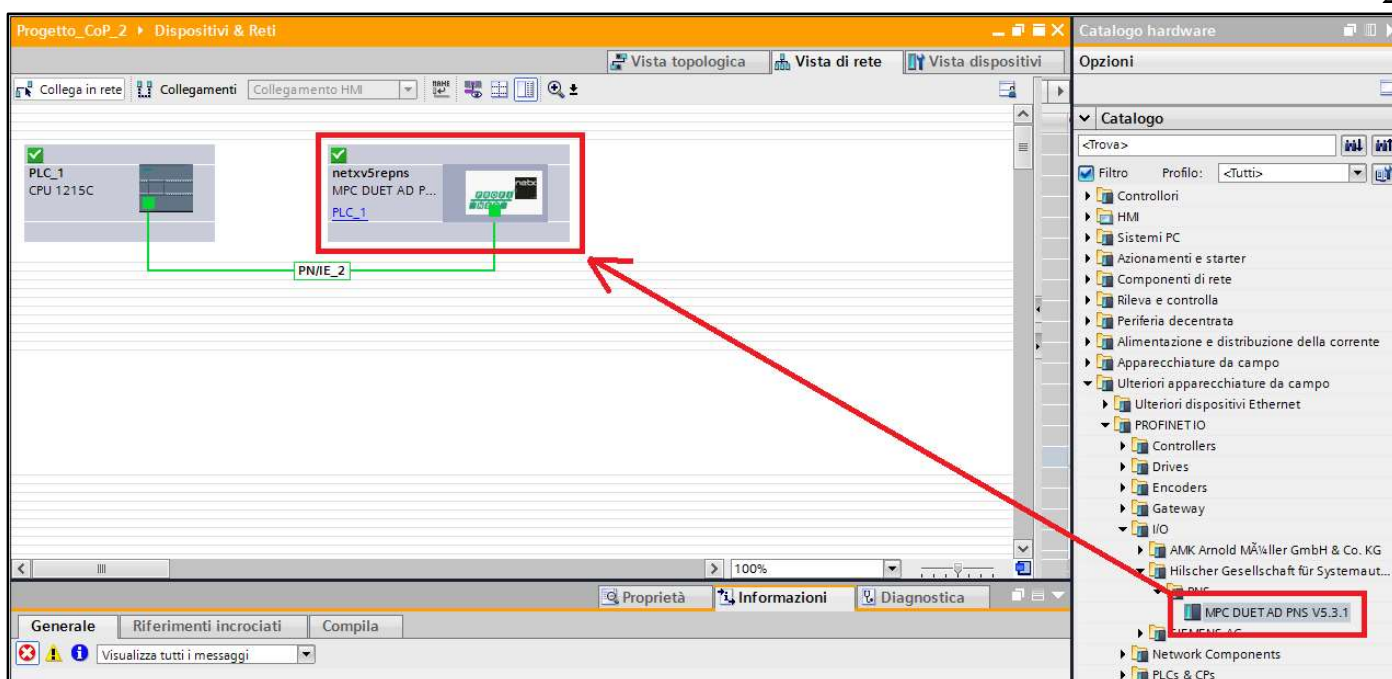 Progetto_CoP_2 ▸ Dispositivi & Reti
Vista topologica
Vista di rete
Vista dispositivi
Collega in rete
Collegamenti
Collegamento HMI
PLC_1
CPU 1215C
netxv5repns
MPC DUET AD P...
PLC_1
PN/IE_2
100%
Proprietà
Informazioni
Diagnostica
Generale
Riferimenti incrociati
Compila
Visualizza tutti i messaggi
Catalogo hardware
Opzioni
Catalogo
<Trova>
Filtro
Profilo:
<Tutti>
Controllori
HMI
Sistemi PC
Azionamenti e starter
Componenti di rete
Rileva e controlla
Periferia decentrata
Alimentazione e distribuzione della corrente
Apparecchiature da campo
Ulteriori apparecchiature da campo
Ulteriori dispositivi Ethernet
PROFINET IO
Controllers
Drives
Encoders
Gateway
I/O
AMK Arnold MÃ¼ller GmbH & Co. KG
Hilscher Gesellschaft für Systemaut...
PNS
MPC DUET AD PNS V5.3.1
SIEMENS AG
Network Components
PLCs & CPs